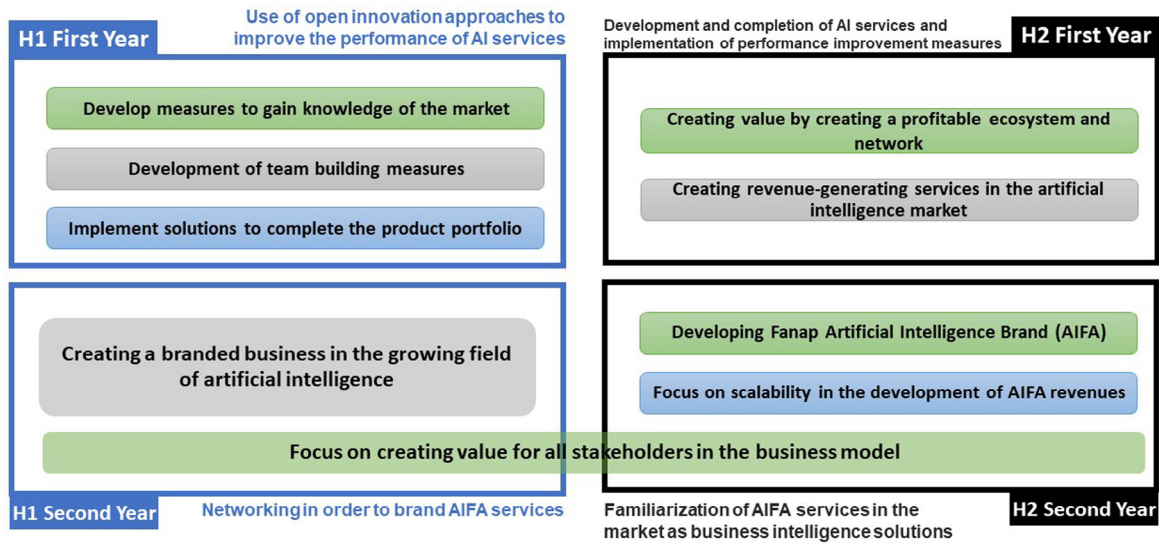 H1 First Year
Use of open innovation approaches to
improve the performance of AI services
Develop measures to gain knowledge of the market
Development of team building measures
Implement solutions to complete the product portfolio
Development and completion of AI services and
implementation of performance improvement measures
H2 First Year
Creating value by creating a profitable ecosystem and
network
Creating revenue-generating services in the artificial
intelligence market
Creating a branded business in the growing field
of artificial intelligence
Developing Fanap Artificial Intelligence Brand (AIFA)
Focus on scalability in the development of AIFA revenues
Focus on creating value for all stakeholders in the business model
H1 Second Year
Networking in order to brand AIFA services
Familiarization of AIFA services in the
market as business intelligence solutions
H2 Second Year